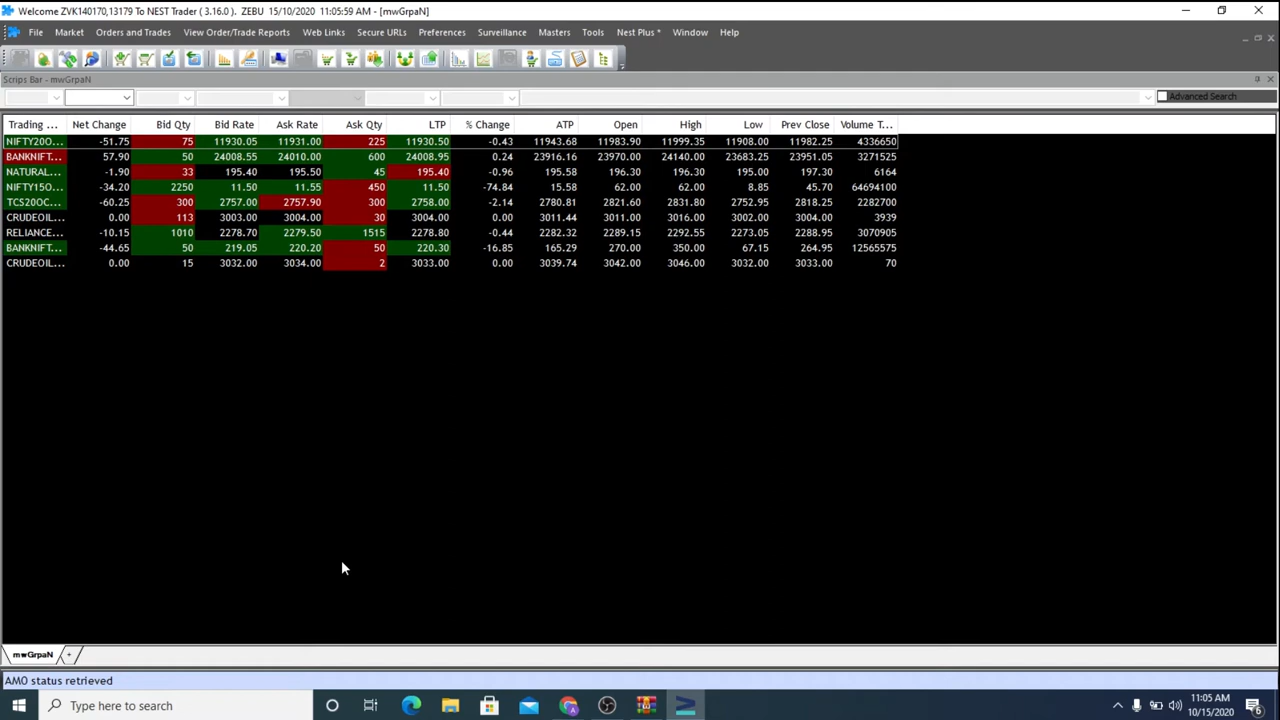 Welcome ZVK140170,13179 To NEST Trader ( 3.16.0 ). ZEBU 15/10/2020 11:05:59 AM - [mwGrpaN]
File Market Orders and Trades View Order/Trade Reports Web Links Secure URLs Preferences Surveillance Masters Tools Nest Plus * Window Help
Scrips Bar - mwGrpaN
Advanced Search
Trading ... Net Change Bid Qty Bid Rate Ask Rate Ask Qty LTP % Change ATP Open High Low Prev Close Volume T...
NIFTY20O... -51.75 75 11930.05 11931.00 225 11930.50 -0.43 11943.68 11983.90 11999.35 11908.00 11982.25 4336650
BANKNIFT... 57.90 50 24008.55 24010.00 600 24008.95 0.24 23916.16 23970.00 24140.00 23683.25 23951.05 3271525
NATURAL... -1.90 33 195.40 195.50 45 195.40 -0.96 195.58 196.30 196.30 195.00 197.30 6164
NIFTY15O... -34.20 2250 11.50 11.55 450 11.50 -74.84 15.58 62.00 62.00 8.85 45.70 64694100
TCS20OC... -60.25 300 2757.00 2757.90 300 2758.00 -2.14 2780.81 2821.60 2831.80 2752.95 2818.25 2282700
CRUDEOIL... 0.00 113 3003.00 3004.00 30 3004.00 0.00 3011.44 3011.00 3016.00 3002.00 3004.00 3939
RELIANCE... -10.15 1010 2278.70 2279.50 1515 2278.80 -0.44 2282.32 2289.15 2292.55 2273.05 2288.95 3070905
BANKNIFT... -44.65 50 219.05 220.20 50 220.30 -16.85 165.29 270.00 350.00 67.15 264.95 12565575
CRUDEOIL... 0.00 15 3032.00 3034.00 2 3033.00 0.00 3039.74 3042.00 3046.00 3032.00 3033.00 70
mwGrpaN +
AMO status retrieved
Type here to search
11:05 AM
10/15/2020
6